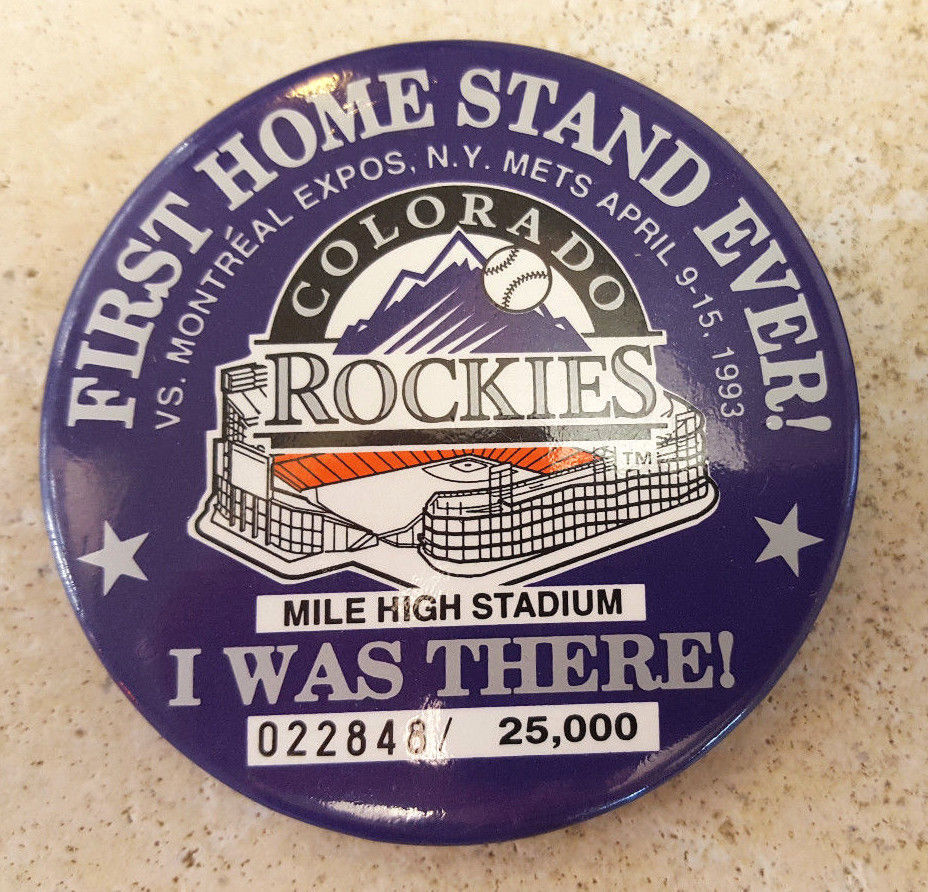 FIRST HOME STAND EVER!
VS. MONTRÉAL EXPOS, N.Y. METS APRIL 9-15, 1993
COLORADO
ROCKIES
TM
MILE HIGH STADIUM
I WAS THERE!
022848/ 25,000